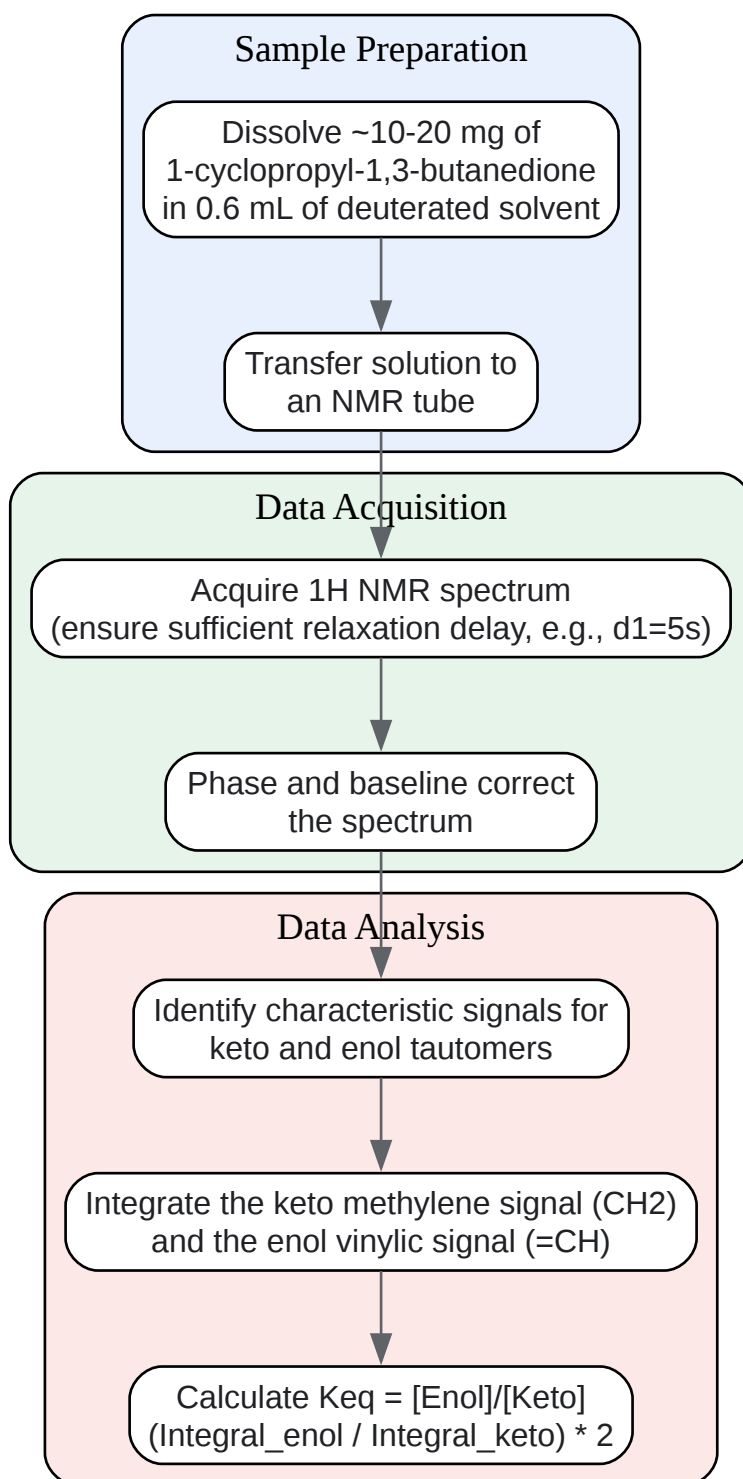 Sample Preparation
Dissolve ~10-20 mg of
1-cyclopropyl-1,3-butanedione
in 0.6 mL of deuterated solvent
Transfer solution to
an NMR tube
Data Acquisition
Acquire 1H NMR spectrum
(ensure sufficient relaxation delay, e.g., d1=5s)
Phase and baseline correct
the spectrum
Data Analysis
Identify characteristic signals for
keto and enol tautomers
Integrate the keto methylene signal (CH2)
and the enol vinylic signal (=CH)
Calculate Keq = [Enol]/[Keto]
(Integral_enol / Integral_keto) * 2